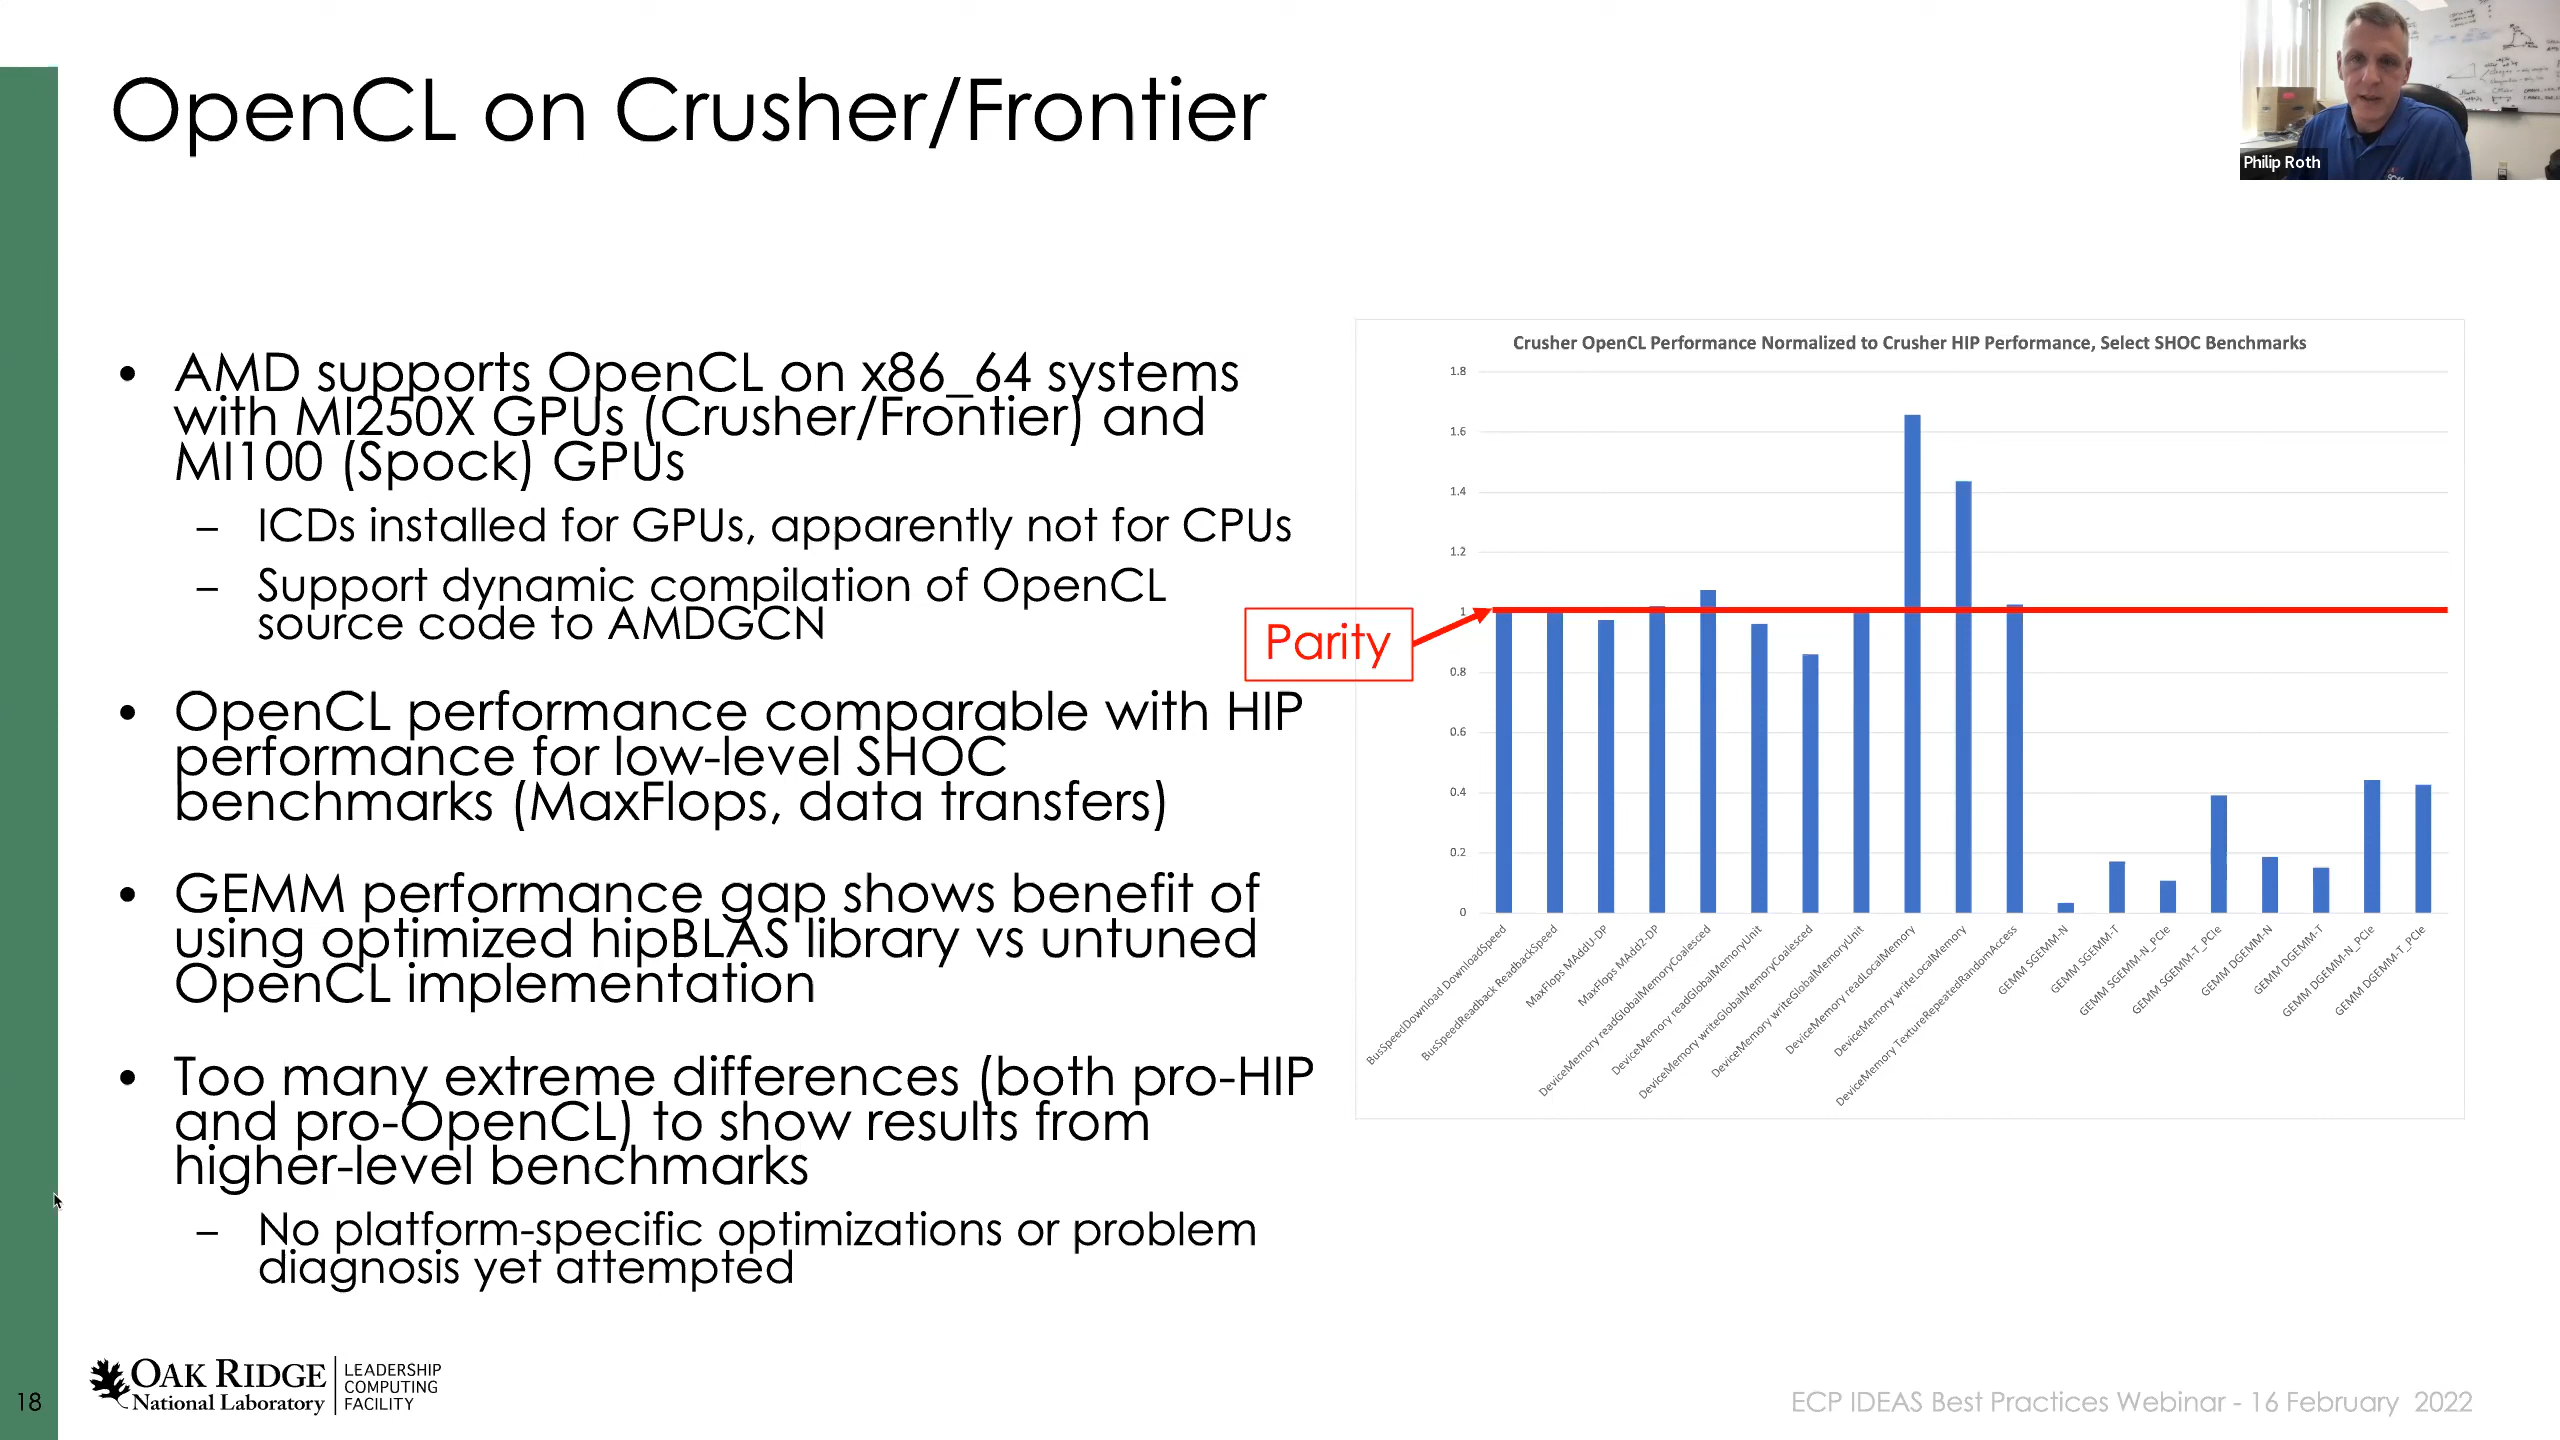 OpenCL on Crusher/Frontier
Philip Roth
• AMD supports OpenCL on x86_64 systems
with MI250X GPUs (Crusher/Frontier) and
MI100 (Spock) GPUs
– ICDs installed for GPUs, apparently not for CPUs
– Support dynamic compilation of OpenCL
source code to AMDGCN
• OpenCL performance comparable with HIP
performance for low-level SHOC
benchmarks (MaxFlops, data transfers)
• GEMM performance gap shows benefit of
using optimized hipBLAS library vs untuned
OpenCL implementation
• Too many extreme differences (both pro-HIP
and pro-OpenCL) to show results from
higher-level benchmarks
– No platform-specific optimizations or problem
diagnosis yet attempted
Crusher OpenCL Performance Normalized to Crusher HIP Performance, Select SHOC Benchmarks
1.8
1.6
1.4
1.2
1
0.8
0.6
0.4
0.2
0
Parity
BusSpeedDownload DownloadSpeed
BusSpeedReadback ReadbackSpeed
MaxFlops MAddU-DP
MaxFlops MAdd2-DP
DeviceMemory readGlobalMemoryCoalesced
DeviceMemory readGlobalMemoryUnit
DeviceMemory writeGlobalMemoryCoalesced
DeviceMemory writeGlobalMemoryUnit
DeviceMemory readLocalMemory
DeviceMemory writeLocalMemory
DeviceMemory TextureRepeatedRandomAccess
GEMM SGEMM-N
GEMM SGEMM-T
GEMM SGEMM-N_PCIe
GEMM SGEMM-T_PCIe
GEMM DGEMM-N
GEMM DGEMM-T
GEMM DGEMM-N_PCIe
GEMM DGEMM-T_PCIe
18
OAK RIDGE
National Laboratory
LEADERSHIP
COMPUTING
FACILITY
ECP IDEAS Best Practices Webinar - 16 February 2022